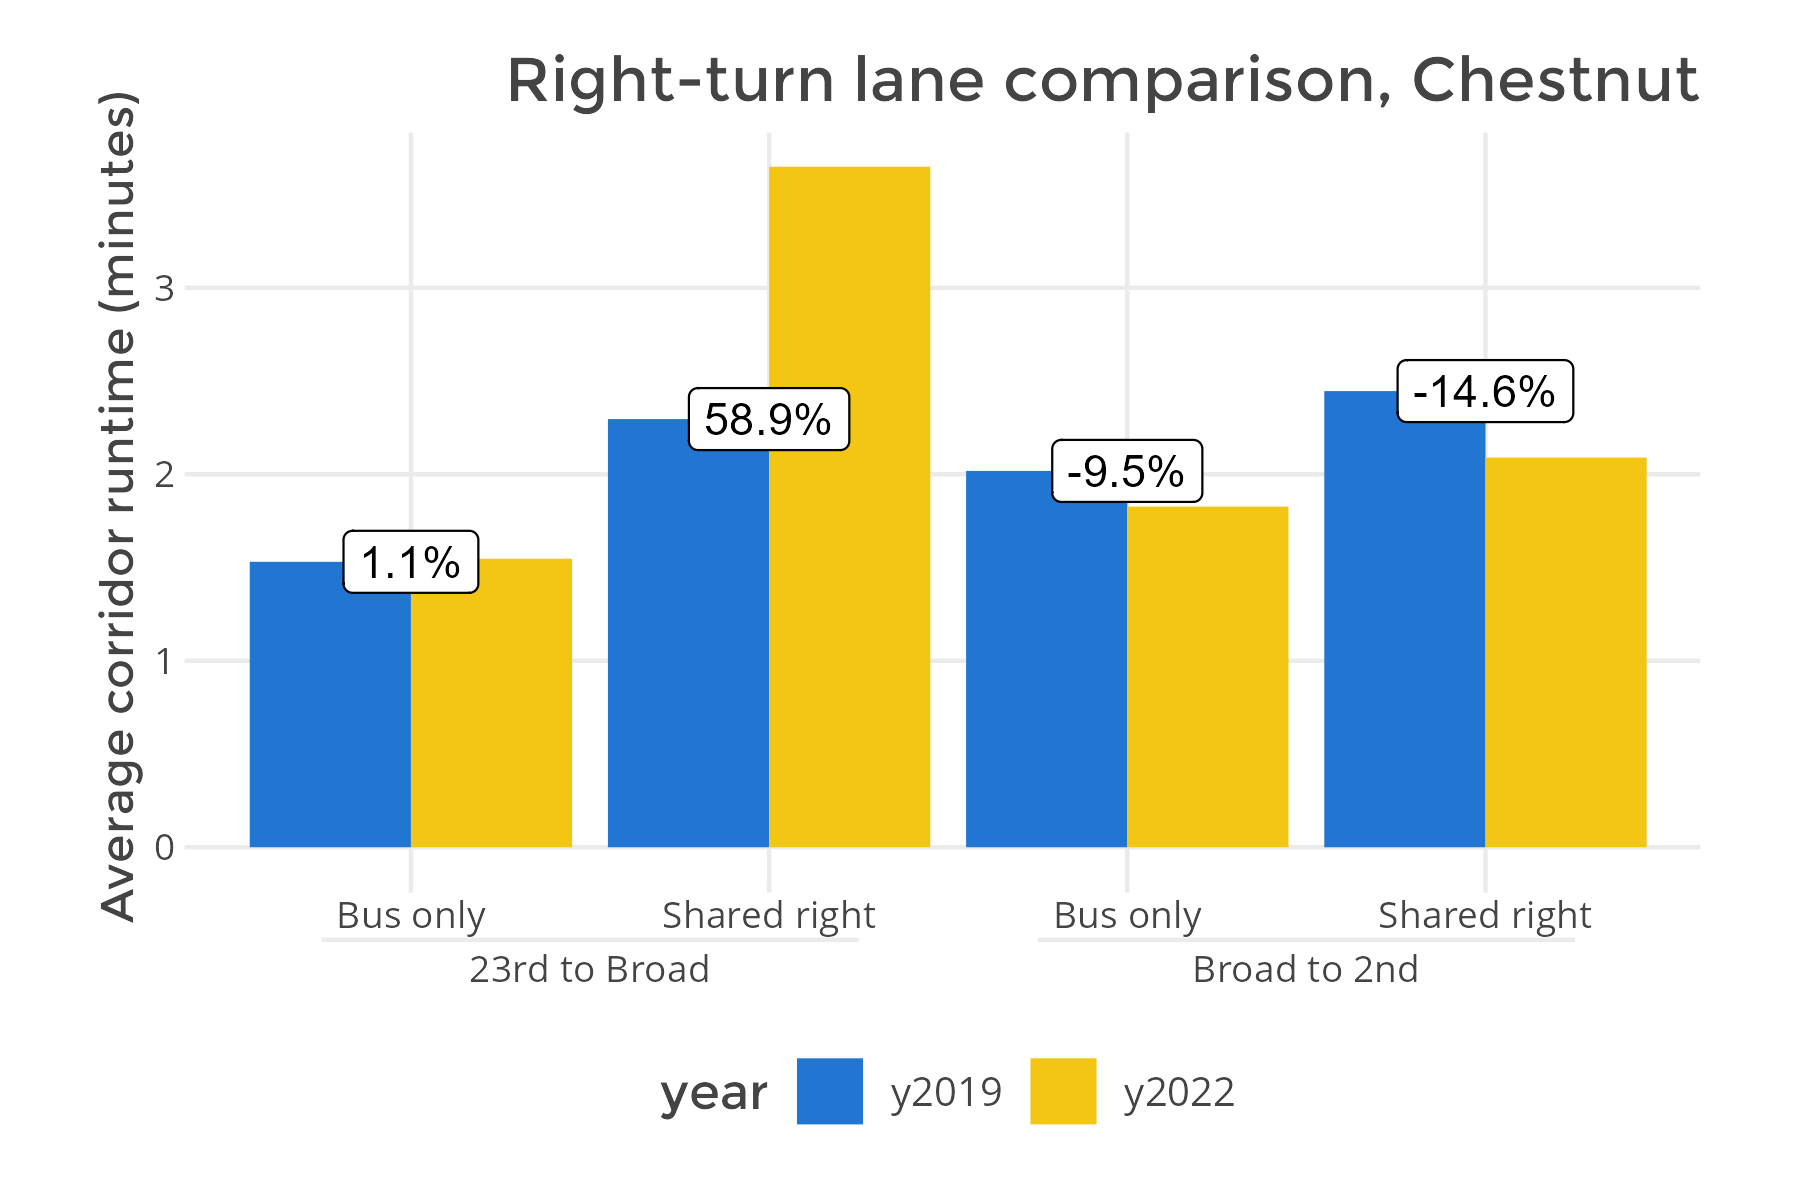 Right-turn lane comparison, Chestnut
Average corridor runtime (minutes)
3
2
1
0
1.1%
58.9%
-9.5%
-14.6%
Bus only
Shared right
Bus only
Shared right
23rd to Broad
Broad to 2nd
year
y2019
y2022